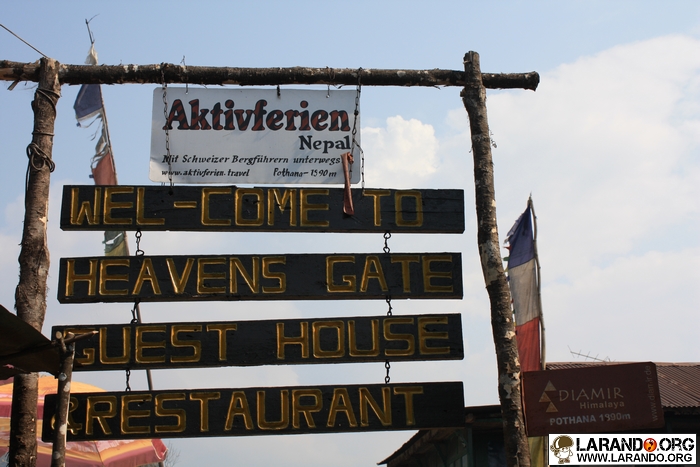 Aktivferien
Nepal
Mit Schweizer Bergführern unterwegs
www.aktivferien.travel Pothana-1990m
WEL-COME TO
HEAVENS GATE
GUEST HOUSE
& RESTAURANT
DIAMIR
Himalaya
POTHANA 1990m
LARANDO.ORG
WWW.LARANDO.ORG